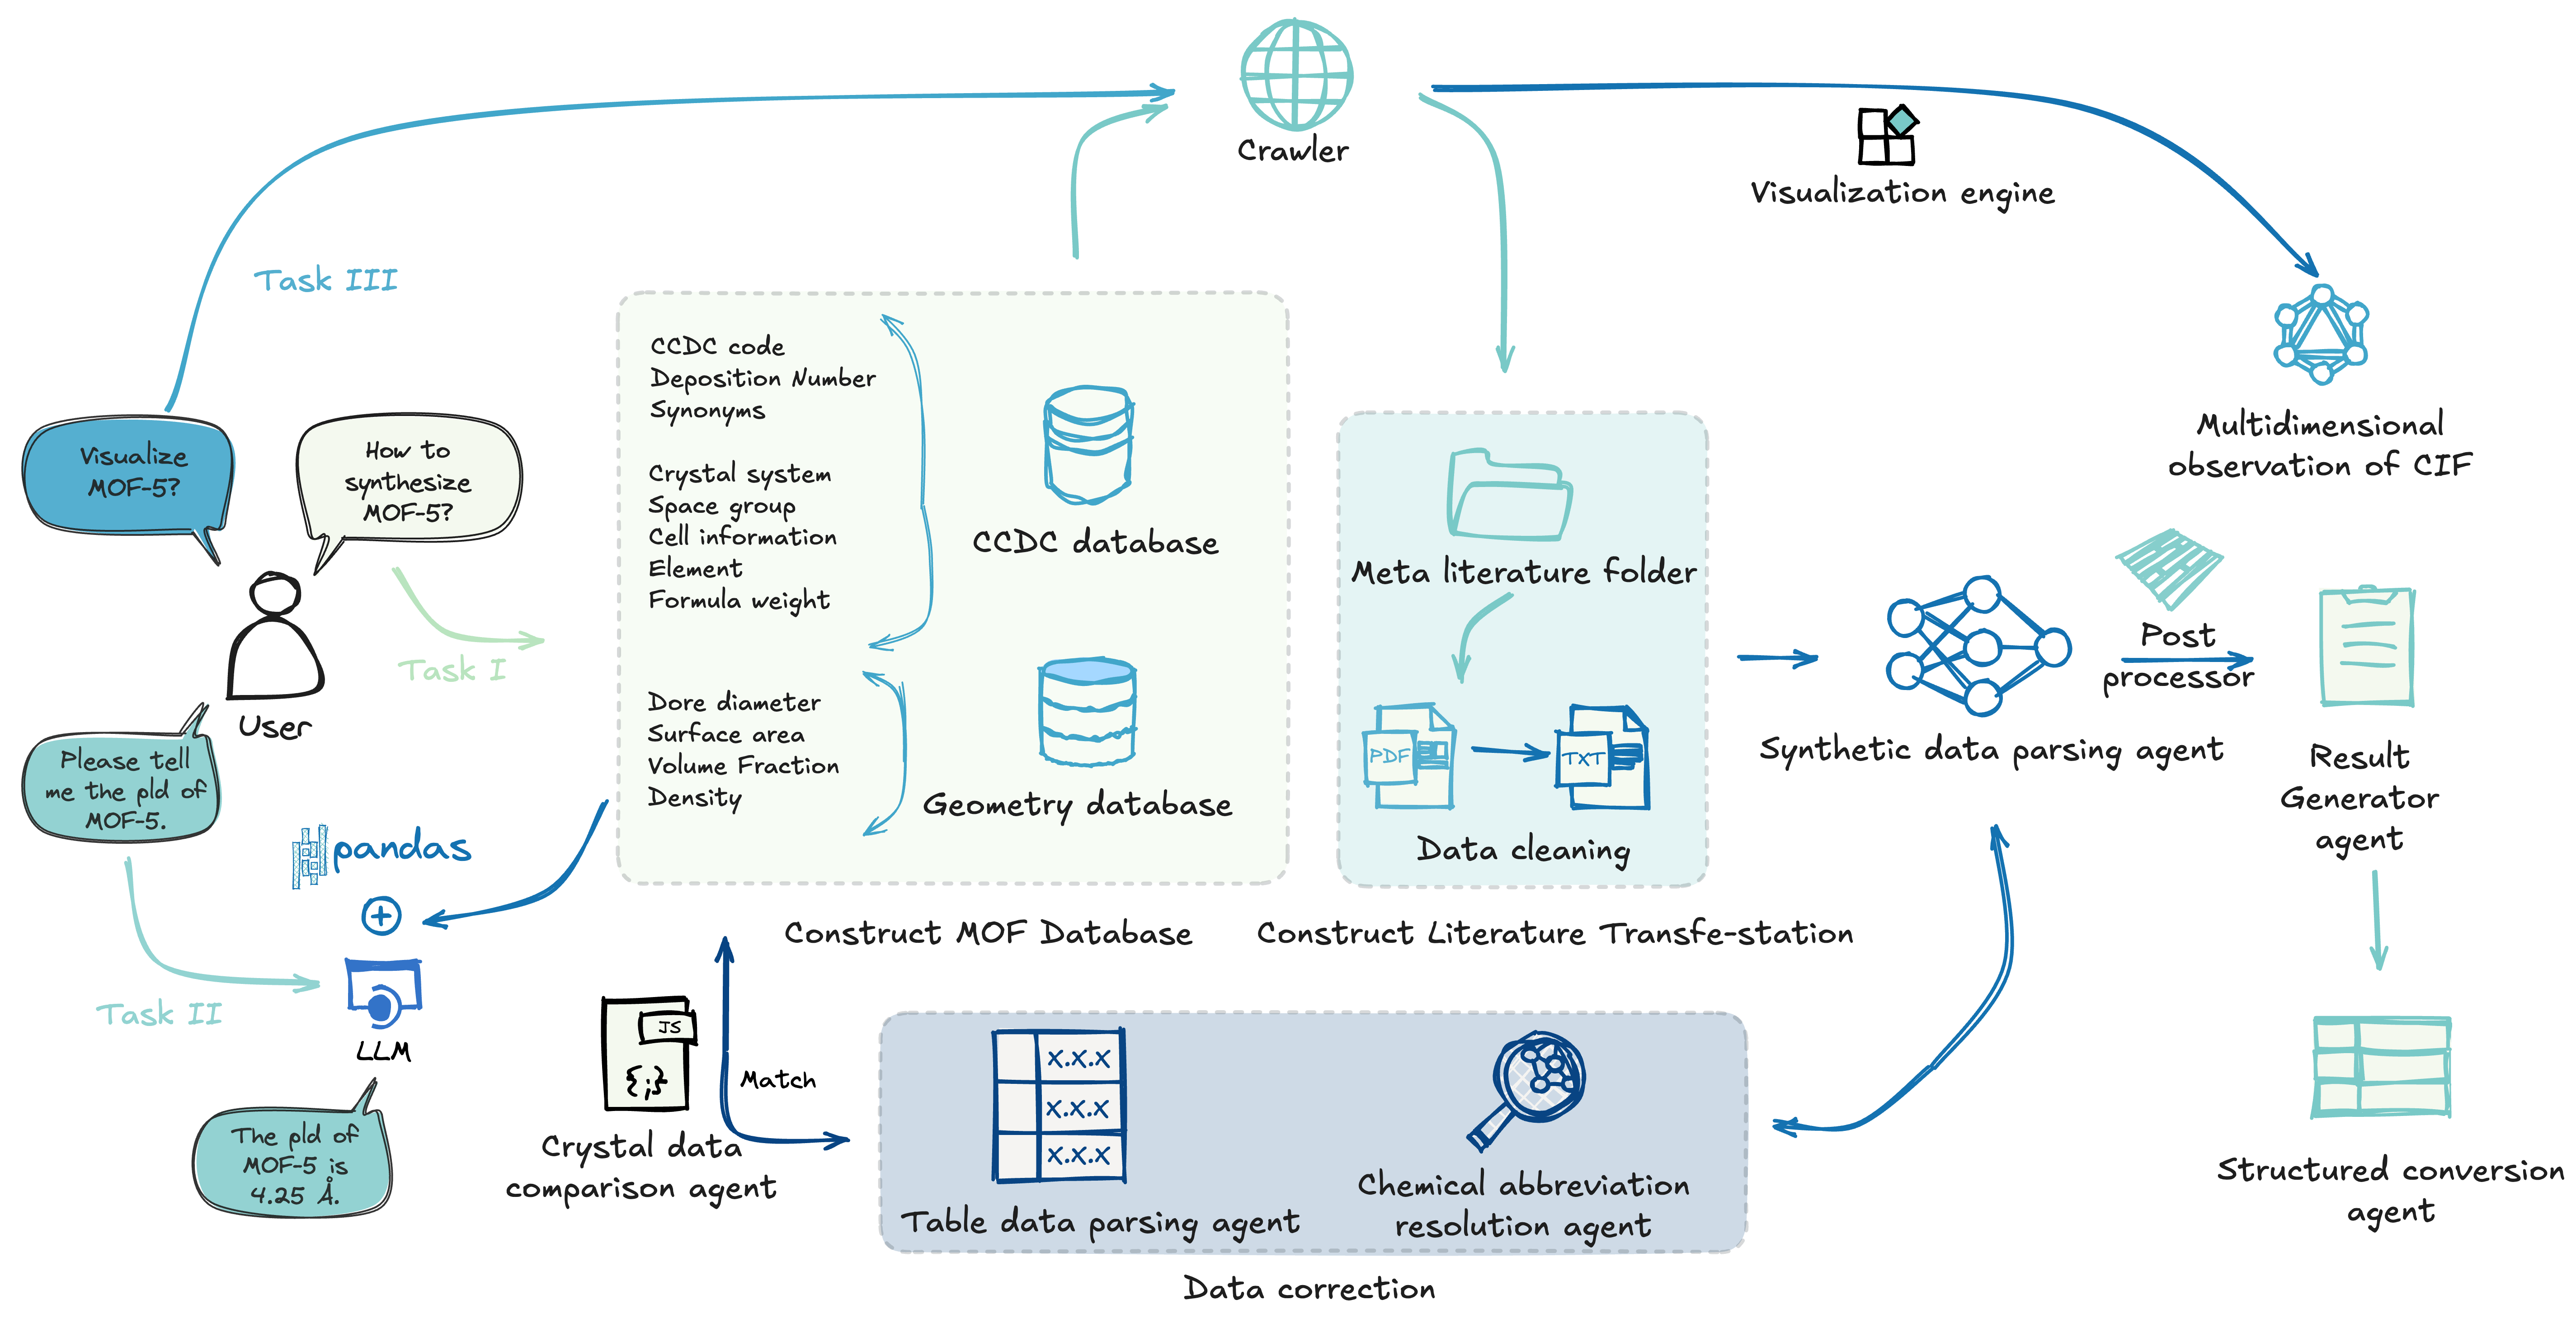 Crawler
Visualization engine
Task III
CCDC code
Deposition Number
Synonyms
Crystal system
Space group
Cell information
Element
Formula weight
CCDC database
Dore diameter
Surface area
Volume Fraction
Density
Geometry database
Construct MOF Database
Visualize
MOF-5?
How to
synthesize
MOF-5?
Task I
User
Please tell
me the pld of
MOF-5.
pandas
Task II
LLM
The pld of
MOF-5 is
4.25 Å.
Meta literature folder
PDF
TXT
Data cleaning
Construct Literature Transfe-station
Multidimensional
observation of CIF
Synthetic data parsing agent
Post
processor
Result
Generator
agent
Structured conversion
agent
JS
{;}
Match
Crystal data
comparison agent
x.x.x
x.x.x
x.x.x
Table data parsing agent
Chemical abbreviation
resolution agent
Data correction